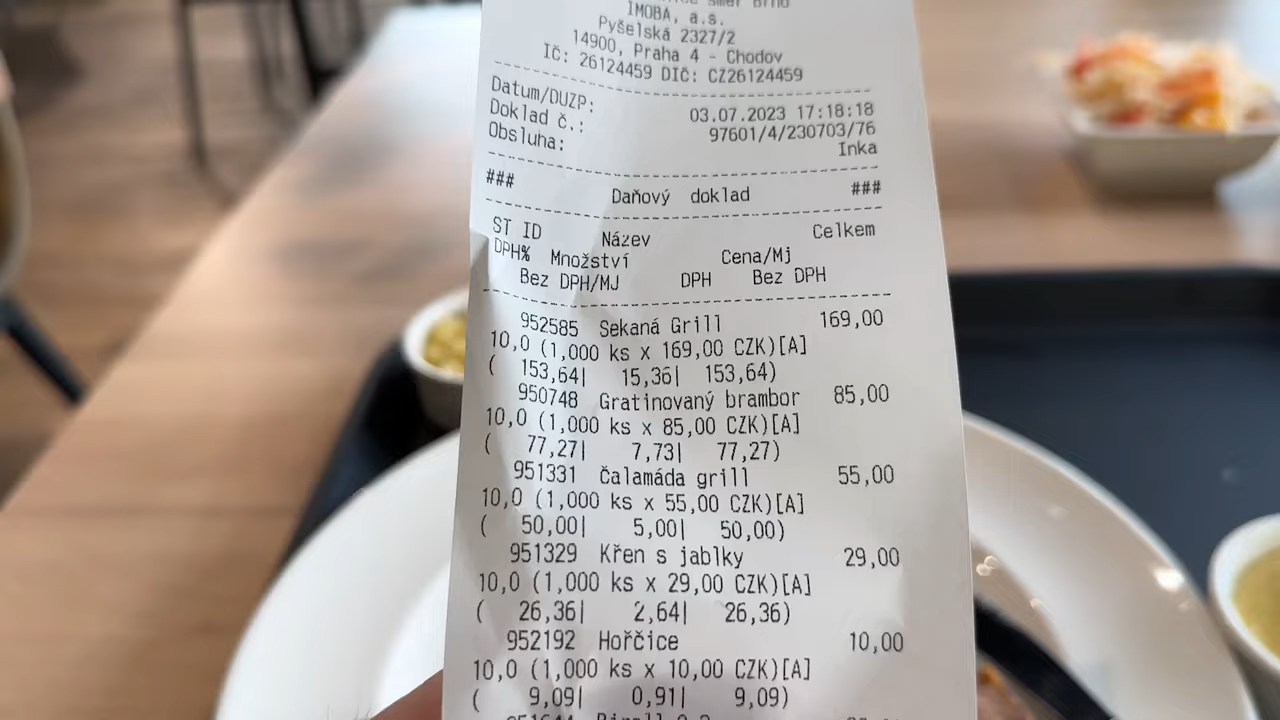 směr Brno
IMOBA, a.s.
Pyšelská 2327/2
14900, Praha 4 - Chodov
IČ: 26124459 DIČ: CZ26124459
Datum/DUZP: 03.07.2023 17:18:18
Doklad č.: 97601/4/230703/76
Obsluha: Inka
### Daňový doklad ###
ST ID Název Celkem
DPH% Množství Cena/Mj
Bez DPH/MJ DPH Bez DPH
952585 Sekaná Grill 169,00
10,0 (1,000 ks x 169,00 CZK)[A]
( 153,64| 15,36| 153,64)
950748 Gratinovaný brambor 85,00
10,0 (1,000 ks x 85,00 CZK)[A]
( 77,27| 7,73| 77,27)
951331 Čalamáda grill 55,00
10,0 (1,000 ks x 55,00 CZK)[A]
( 50,00| 5,00| 50,00)
951329 Křen s jablky 29,00
10,0 (1,000 ks x 29,00 CZK)[A]
( 26,36| 2,64| 26,36)
952192 Hořčice 10,00
10,0 (1,000 ks x 10,00 CZK)[A]
( 9,09| 0,91| 9,09)